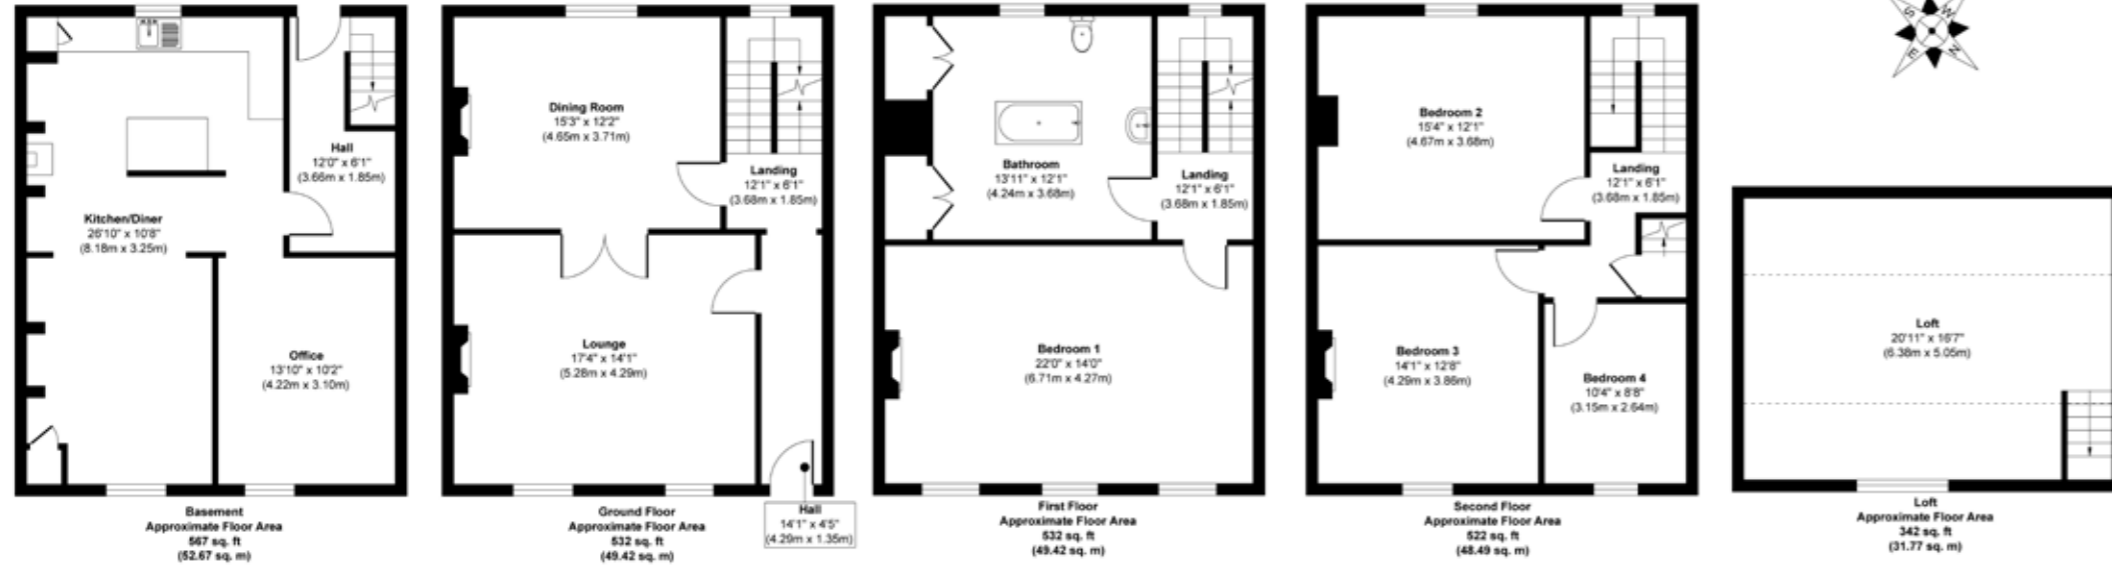 Kitchen/Diner
26'10" x 10'8"
(8.18m x 3.25m)
Hall
12'0" x 6'1"
(3.66m x 1.85m)
Office
13'10" x 10'2"
(4.22m x 3.10m)
Basement
Approximate Floor Area
567 sq. ft
(52.67 sq. m)
Dining Room
15'3" x 12'2"
(4.65m x 3.71m)
Landing
12'1" x 6'1"
(3.68m x 1.85m)
Lounge
17'4" x 14'1"
(5.28m x 4.29m)
Hall
14'1" x 4'5"
(4.29m x 1.35m)
Ground Floor
Approximate Floor Area
532 sq. ft
(49.42 sq. m)
Bathroom
13'11" x 12'1"
(4.24m x 3.68m)
Landing
12'1" x 6'1"
(3.68m x 1.85m)
Bedroom 1
22'0" x 14'0"
(6.71m x 4.27m)
First Floor
Approximate Floor Area
532 sq. ft
(49.42 sq. m)
Bedroom 2
15'4" x 12'1"
(4.67m x 3.68m)
Landing
12'1" x 6'1"
(3.68m x 1.85m)
Bedroom 3
14'1" x 12'8"
(4.29m x 3.86m)
Bedroom 4
10'4" x 8'8"
(3.15m x 2.64m)
Second Floor
Approximate Floor Area
522 sq. ft
(48.49 sq. m)
S W
E N
Loft
20'11" x 16'7"
(6.38m x 5.05m)
Loft
Approximate Floor Area
342 sq. ft
(31.77 sq. m)